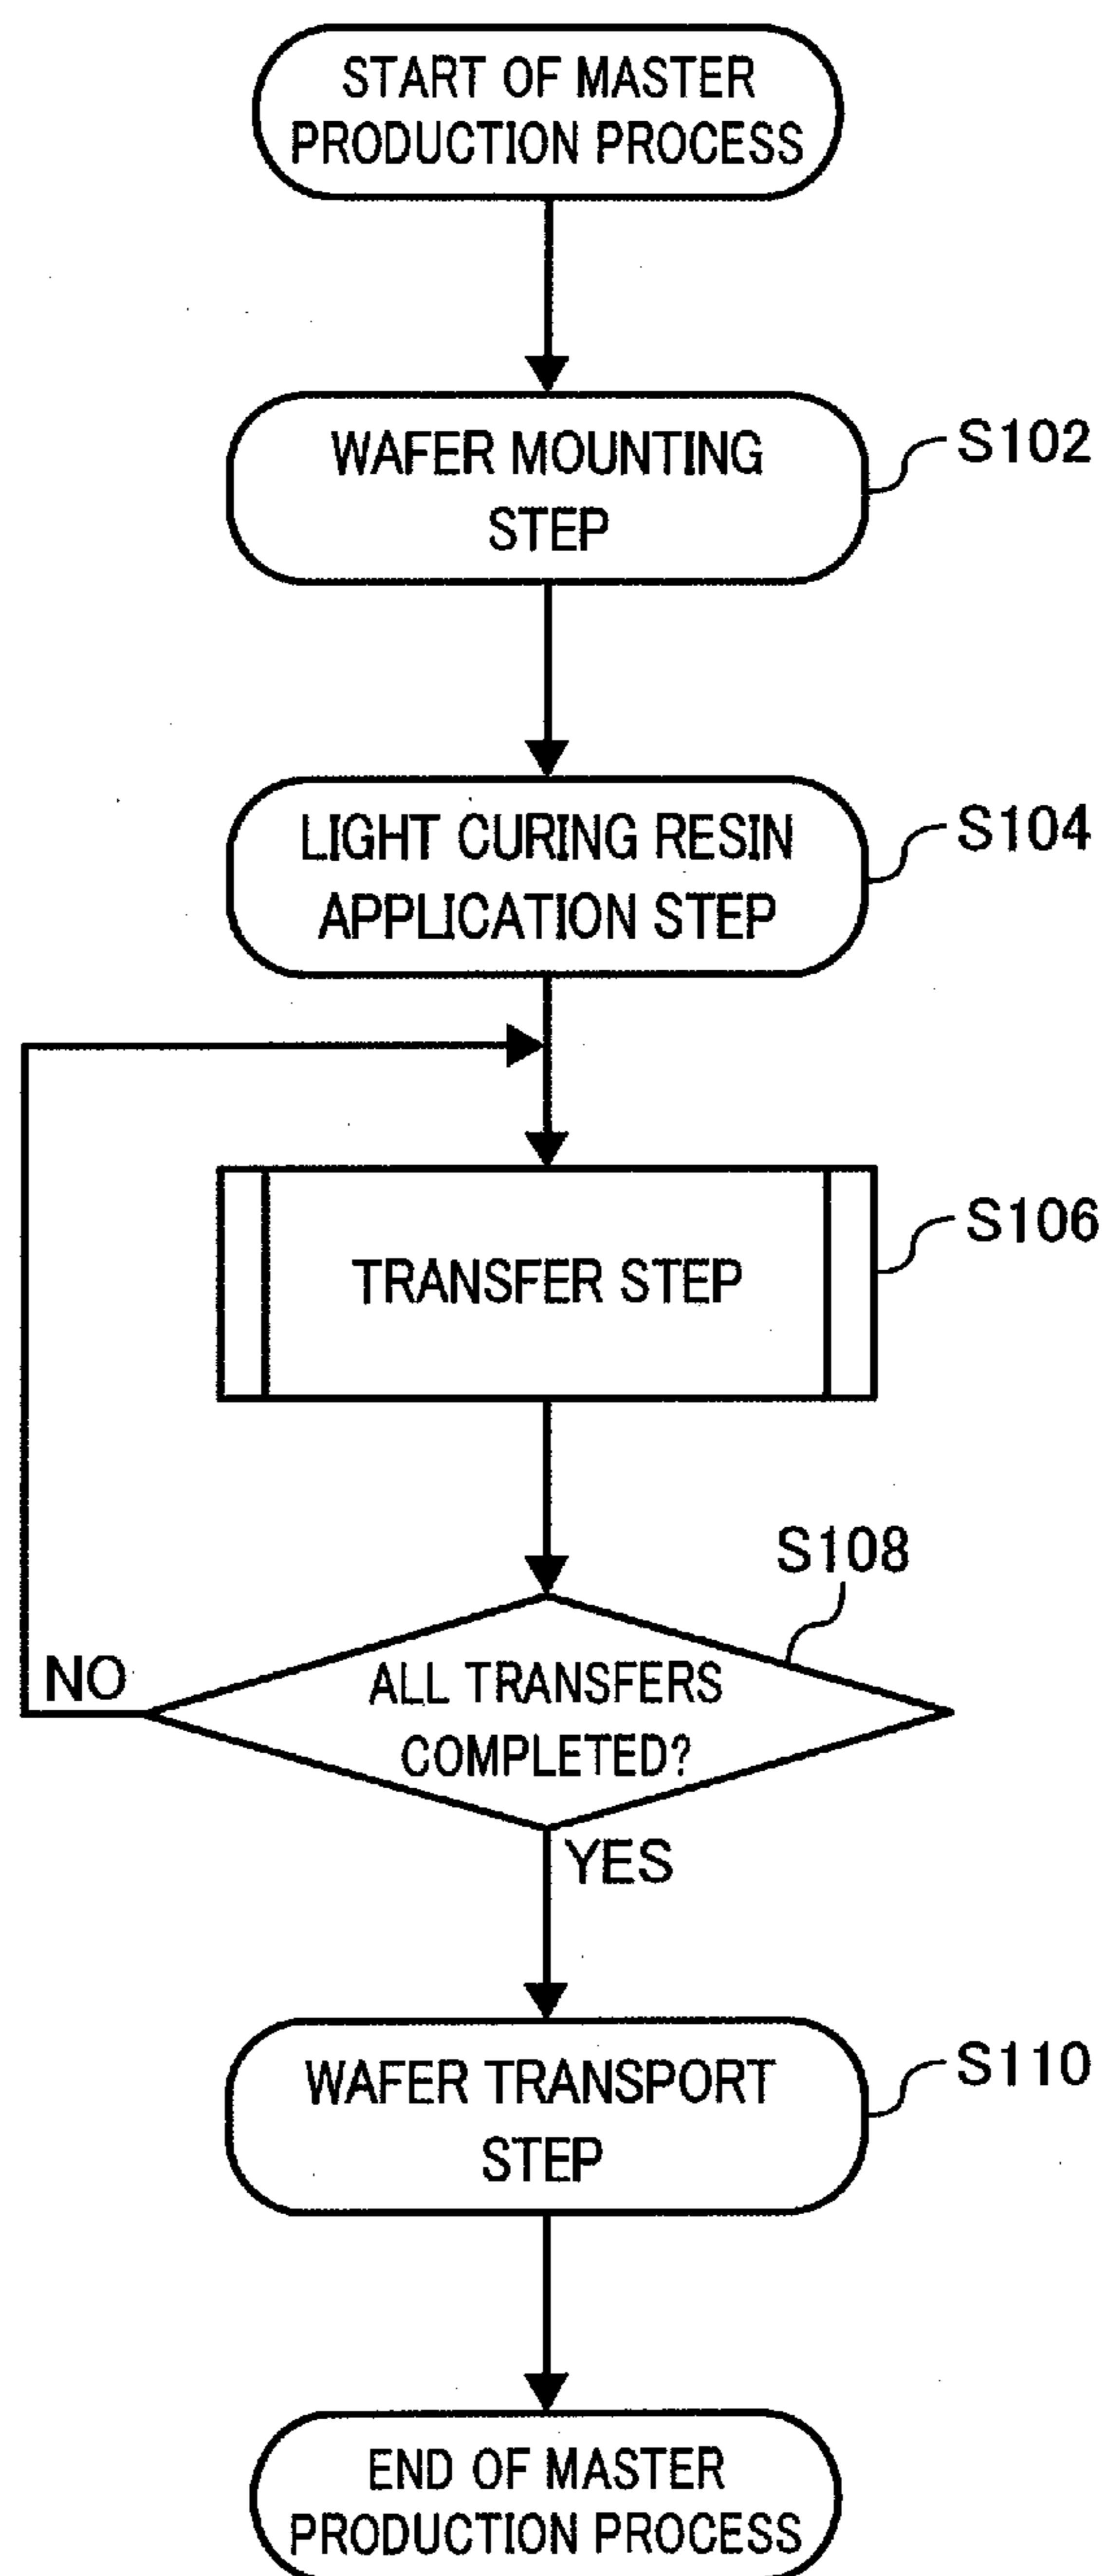 START OF MASTER
PRODUCTION PROCESS
WAFER MOUNTING
STEP
S102
LIGHT CURING RESIN
APPLICATION STEP
S104
TRANSFER STEP
S106
S108
ALL TRANSFERS
COMPLETED?
NO
YES
WAFER TRANSPORT
STEP
S110
END OF MASTER
PRODUCTION PROCESS